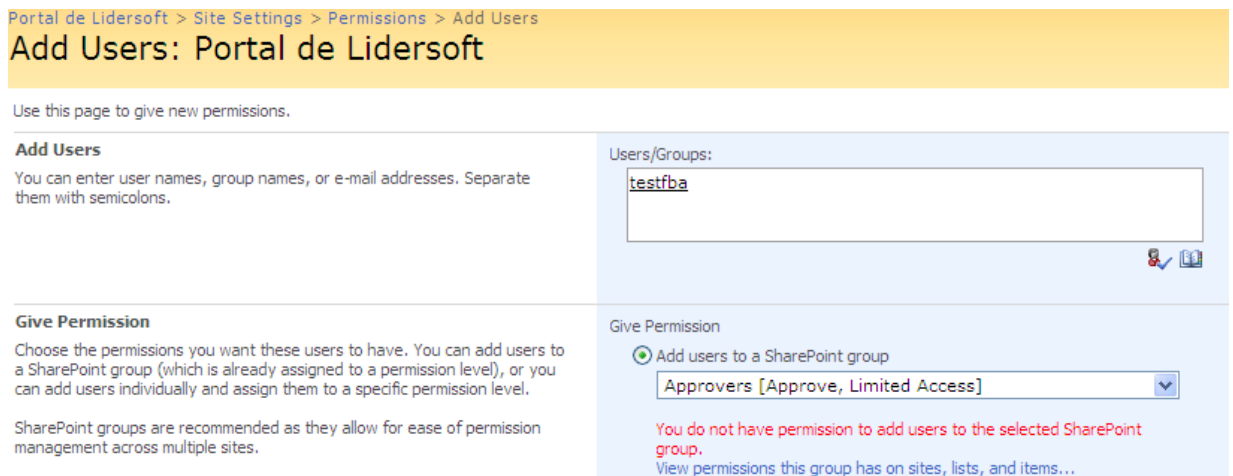 Portal de Lidersoft > Site Settings > Permissions > Add Users
Add Users: Portal de Lidersoft
Use this page to give new permissions.
Add Users
You can enter user names, group names, or e-mail addresses. Separate
them with semicolons.
Users/Groups:
testfba
Give Permission
Choose the permissions you want these users to have. You can add users to
a SharePoint group (which is already assigned to a permission level), or you
can add users individually and assign them to a specific permission level.
SharePoint groups are recommended as they allow for ease of permission
management across multiple sites.
Give Permission
Add users to a SharePoint group
Approvers [Approve, Limited Access]
You do not have permission to add users to the selected SharePoint
group.
View permissions this group has on sites, lists, and items...